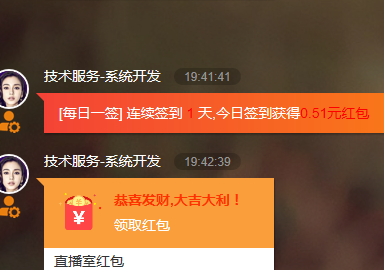 技术服务-系统开发 19:41:41
[每日一签] 连续签到 1 天,今日签到获得0.51元红包
技术服务-系统开发 19:42:39
恭喜发财,大吉大利！
¥
领取红包
直播室红包